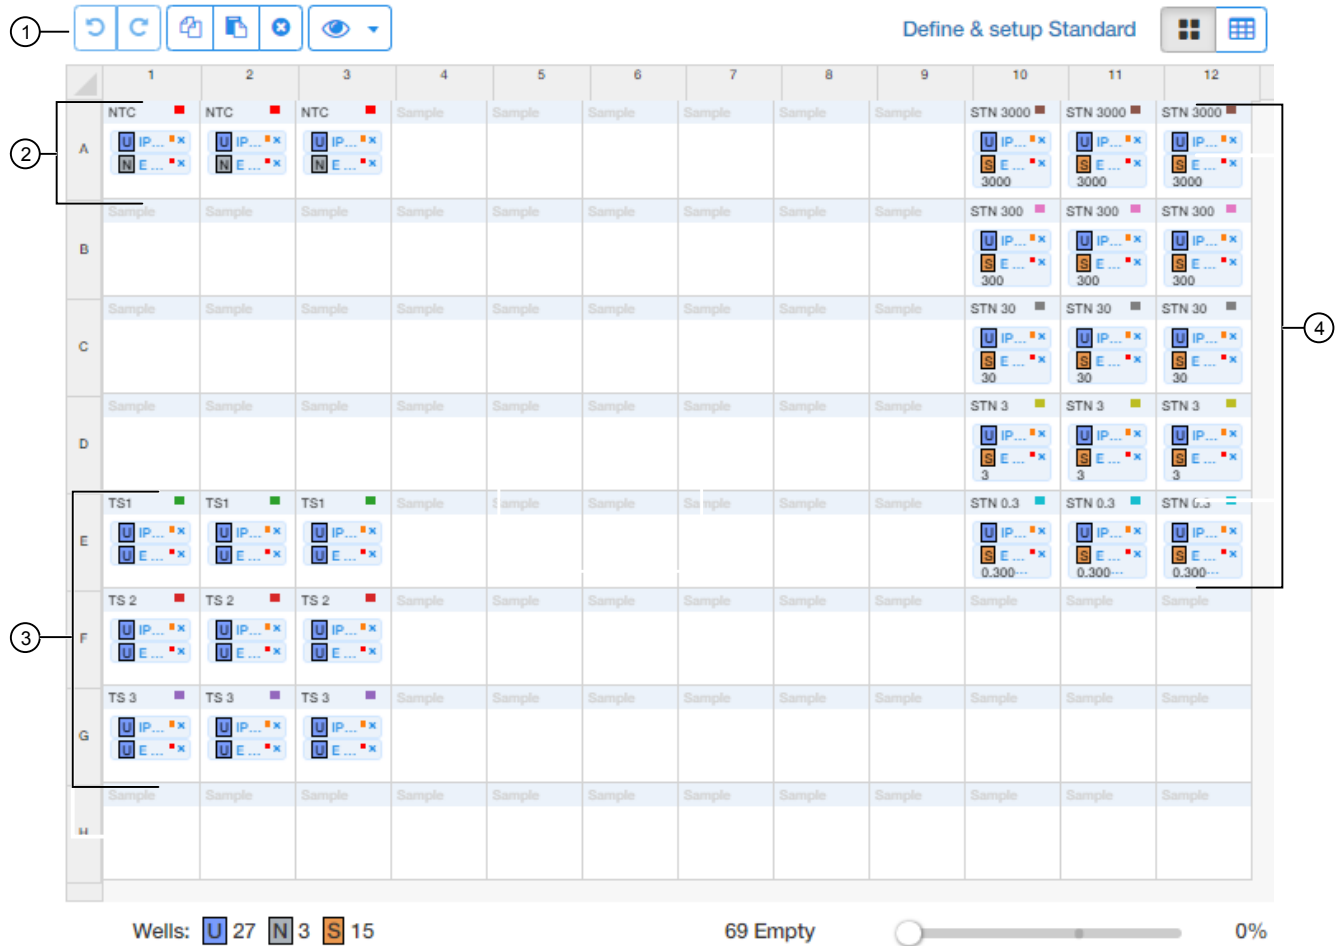 1 Define & setup Standard
1 2 3 4 5 6 7 8 9 10 11 12
NTC NTC NTC Sample Sample Sample Sample Sample Sample STN 3000 STN 3000 STN 3000
2 A U IP... × U IP... × U IP... × U IP... × U IP... × U IP... ×
N E ... × N E ... × N E ... × S E ... × S E ... × S E ... ×
3000 3000 3000
Sample Sample Sample Sample Sample Sample Sample Sample Sample STN 300 STN 300 STN 300
B U IP... × U IP... × U IP... ×
S E ... × S E ... × S E ... ×
300 300 300
Sample Sample Sample Sample Sample Sample Sample Sample Sample STN 30 STN 30 STN 30
4
C U IP... × U IP... × U IP... ×
S E ... × S E ... × S E ... ×
30 30 30
Sample Sample Sample Sample Sample Sample Sample Sample Sample STN 3 STN 3 STN 3
D U IP... × U IP... × U IP... ×
S E ... × S E ... × S E ... ×
3 3 3
TS1 TS1 TS1 Sample Sample Sample Sample Sample Sample STN 0.3 STN 0.3 STN 0.3
E U IP... × U IP... × U IP... × U IP... × U IP... × U IP... ×
U E ... × U E ... × U E ... × S E ... × S E ... × S E ... ×
0.300... 0.300... 0.300...
TS 2 TS 2 TS 2 Sample Sample Sample Sample Sample Sample Sample Sample Sample
3 F U IP... × U IP... × U IP... ×
U E ... × U E ... × U E ... ×
TS 3 TS 3 TS 3 Sample Sample Sample Sample Sample Sample Sample Sample Sample
G U IP... × U IP... × U IP... ×
U E ... × U E ... × U E ... ×
Sample Sample Sample Sample Sample Sample Sample Sample Sample Sample Sample Sample
H
Wells: U 27 N 3 S 15 69 Empty 0%